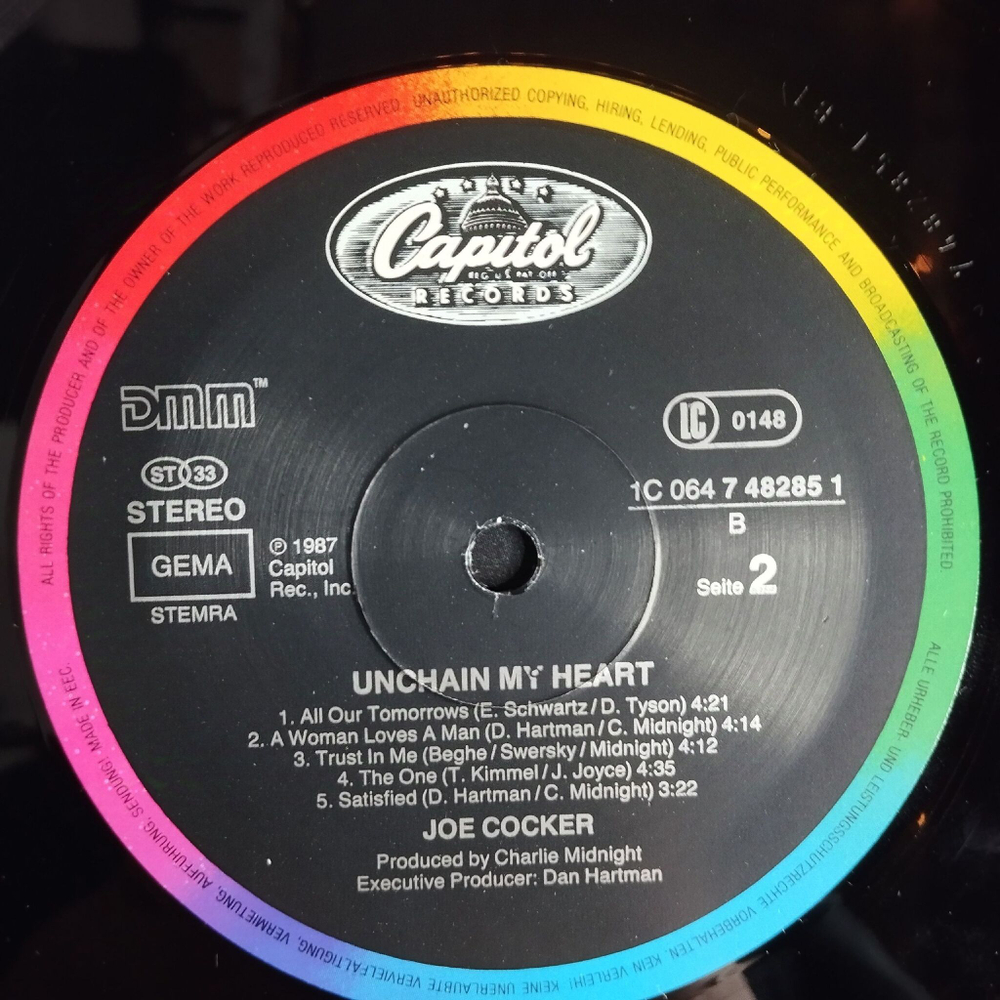 ALL RIGHTS OF THE PRODUCER AND OF THE OWNER OF THE WORK REPRODUCED RESERVED. UNAUTHORIZED COPYING, HIRING, LENDING, PUBLIC PERFORMANCE AND BROADCASTING OF THE RECORD PROHIBITED.
Capitol
REG U.S. PAT. OFF.
RECORDS
DMM™
LC 0148
ST 33
STEREO
1C 064 7 48285 1
B
GEMA
STEMRA
℗ 1987
Capitol
Rec., Inc.
Seite 2
UNCHAIN MY HEART
1. All Our Tomorrows (E. Schwartz / D. Tyson) 4:21
2. A Woman Loves A Man (D. Hartman / C. Midnight) 4:14
3. Trust In Me (Beghe / Swersky / Midnight) 4:12
4. The One (T. Kimmel / J. Joyce) 4:35
5. Satisfied (D. Hartman / C. Midnight) 3:22
JOE COCKER
Produced by Charlie Midnight
Executive Producer: Dan Hartman
ALLE URHEBER- UND LEISTUNGSSCHUTZRECHTE VORBEHALTEN. KEIN VERLEIH! KEINE UNERLAUBTE VERVIELFÄLTIGUNG, VERMIETUNG, AUFFÜHRUNG, SENDUNG! MADE IN EEC.